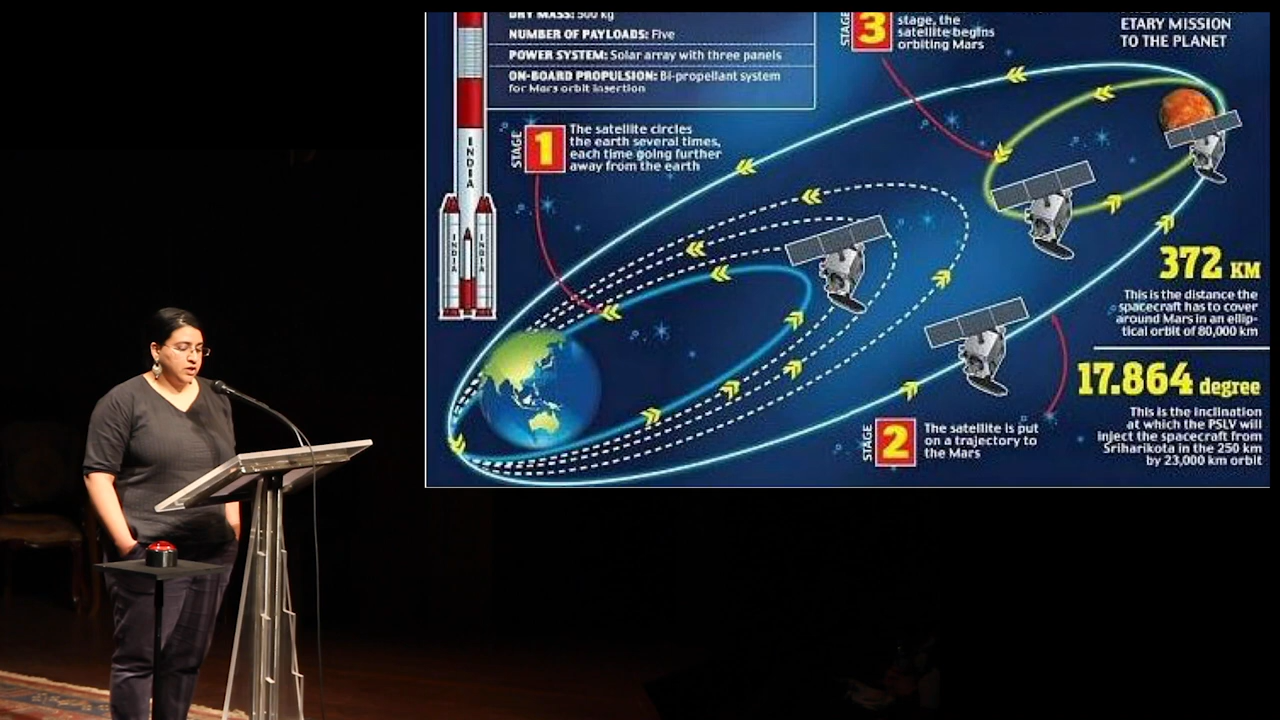 DRY MASS: 500 kg
NUMBER OF PAYLOADS: Five
POWER SYSTEM: Solar array with three panels
ON-BOARD PROPULSION: Bi-propellant system
for Mars orbit insertion
STAGE 3
stage, the
satellite begins
orbiting Mars
ETARY MISSION
TO THE PLANET
INDIA
INDIA
INDIA
STAGE 1
The satellite circles
the earth several times,
each time going further
away from the earth
372 KM
This is the distance the
spacecraft has to cover
around Mars in an ellip-
tical orbit of 80,000 km
17.864 degree
This is the inclination
at which the PSLV will
inject the spacecraft from
Sriharikota in the 250 km
by 23,000 km orbit
STAGE 2
The satellite is put
on a trajectory to
the Mars